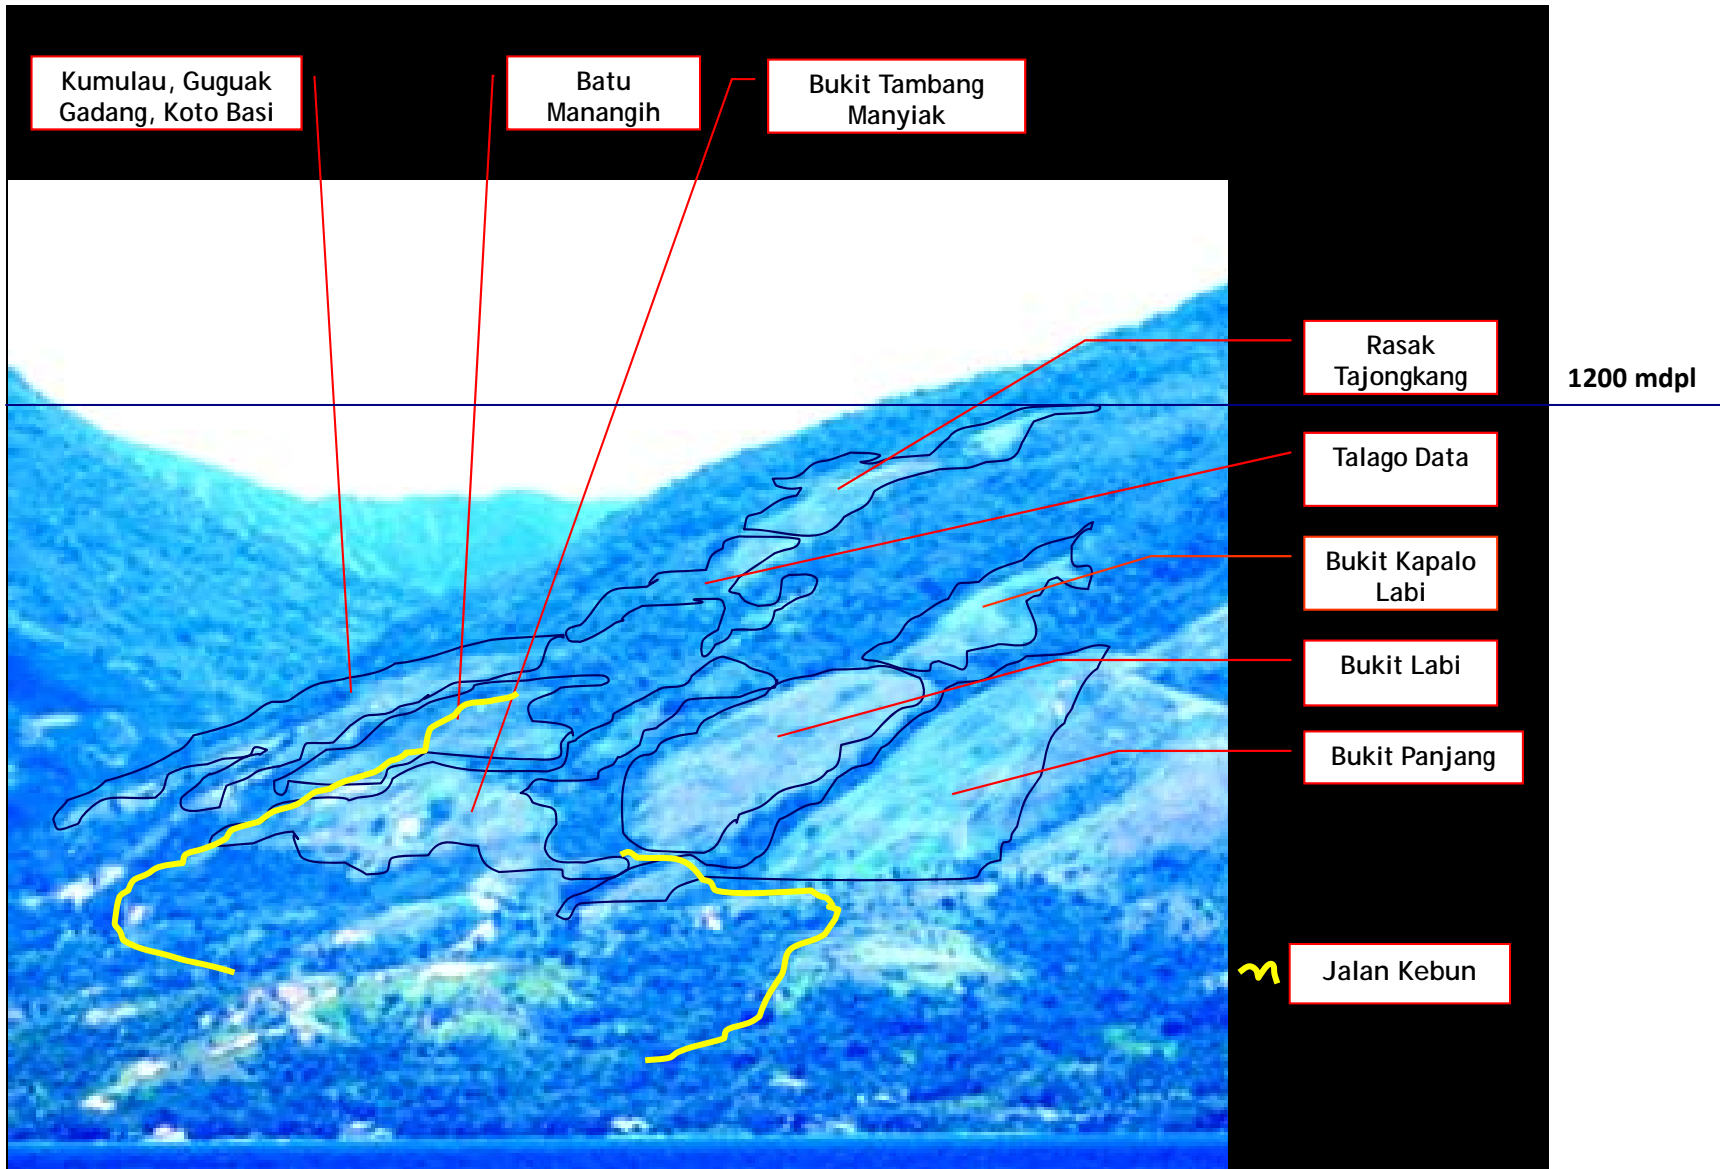 Kumulau, Guguak
Gadang, Koto Basi
Batu
Manangih
Bukit Tambang
Manyiak
Rasak
Tajongkang
1200 mdpl
Talago Data
Bukit Kapalo
Labi
Bukit Labi
Bukit Panjang
Jalan Kebun